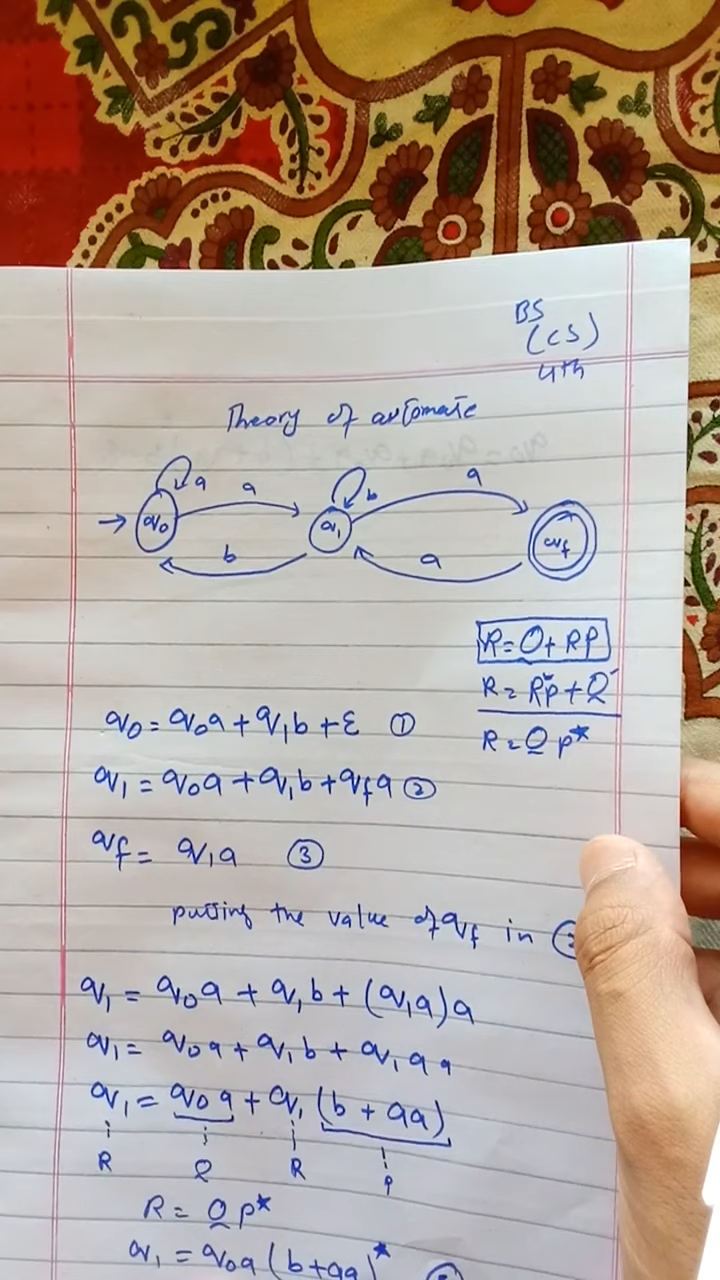 BS
(CS)
4th
Theory of automate
a a b a
q0 q1 qf
b a
R=Q+RP
R=RP+Q
R=QP*
q0=q0a+q1b+ε ①
q1=q0a+q1b+qfa ②
qf= q1a ③
putting the value of qf in
q1=q0a+q1b+(q1a)a
q1=q0a+q1b+q1aa
q1=q0a+q1(b+aa)
R Q R P
R=QP*
q1=q0a(b+aa)*